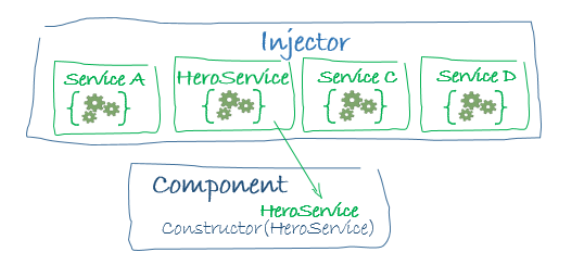 Injector
Service A HeroService Service C Service D
{ } { } { } { }
Component
HeroService
Constructor(HeroService)